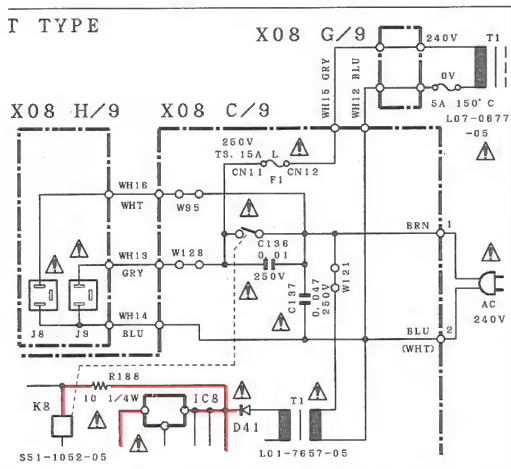 T TYPE
X08 G/9
240V
T1
0V
5A 150°C
L07-0677
-05
WH15 GRY
WH12 BLU
X08 H/9
X08 C/9
250V
T3.15A L
F1
CN11
CN12
WH16
WHT
W95
BRN
1
WH13
GRY
W128
C136
0.01
250V
W121
C137
0.047
250V
AC
240V
J8
J9
WH14
BLU
BLU
(WHT)
2
R188
10
1/4W
K8
IC8
D41
T1
S51-1052-05
L01-7657-05